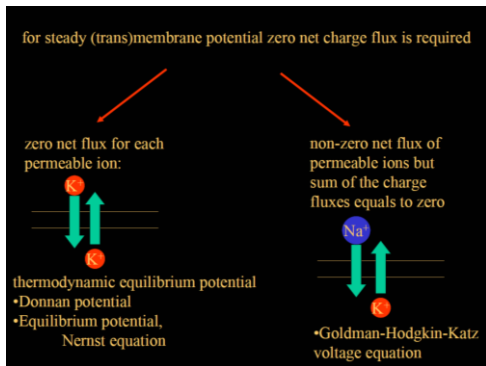 for steady (trans)membrane potential zero net charge flux is required
zero net flux for each
permeable ion:
K⁺
K⁺
thermodynamic equilibrium potential
•Donnan potential
•Equilibrium potential,
Nernst equation
non-zero net flux of
permeable ions but
sum of the charge
fluxes equals to zero
Na⁺
K⁺
•Goldman-Hodgkin-Katz
voltage equation